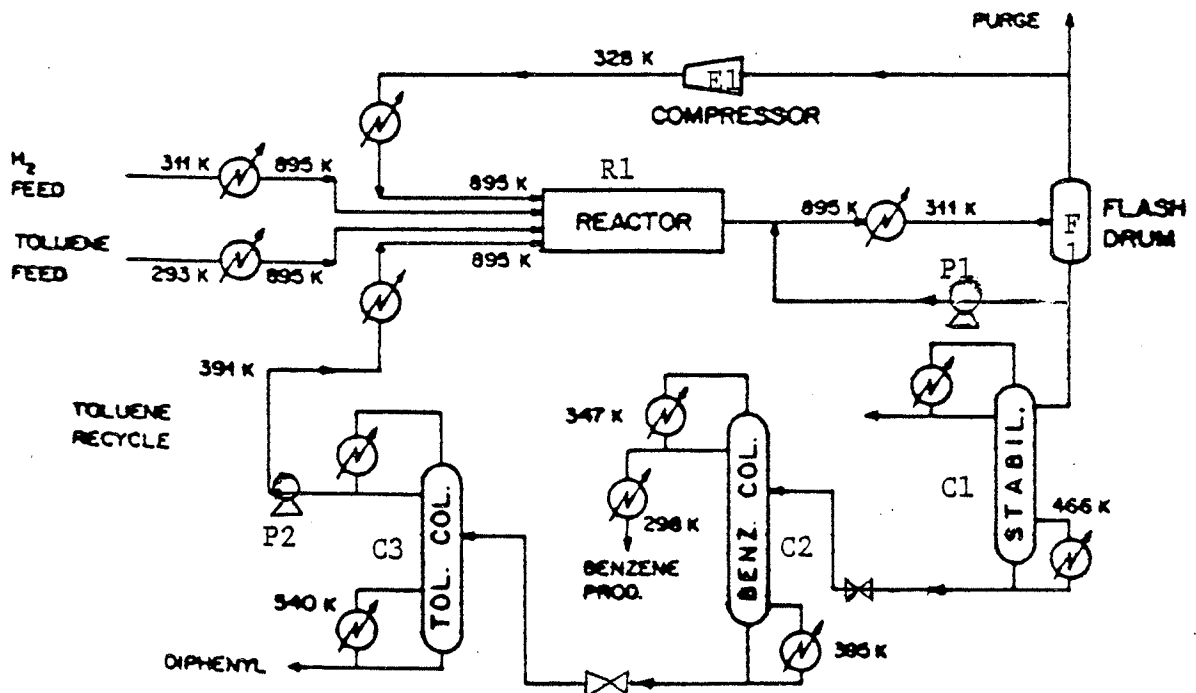 PURGE
328 K
E1
COMPRESSOR
H₂
FEED
311 K
895 K
895 K
R1
REACTOR
895 K
311 K
F
1
FLASH
DRUM
TOLUENE
FEED
293 K
895 K
895 K
P1
391 K
TOLUENE
RECYCLE
P2
C3
TOL. COL.
540 K
DIPHENYL
347 K
298 K
BENZENE
PROD.
C2
BENZ. COL.
385 K
C1
STABIL.
466 K